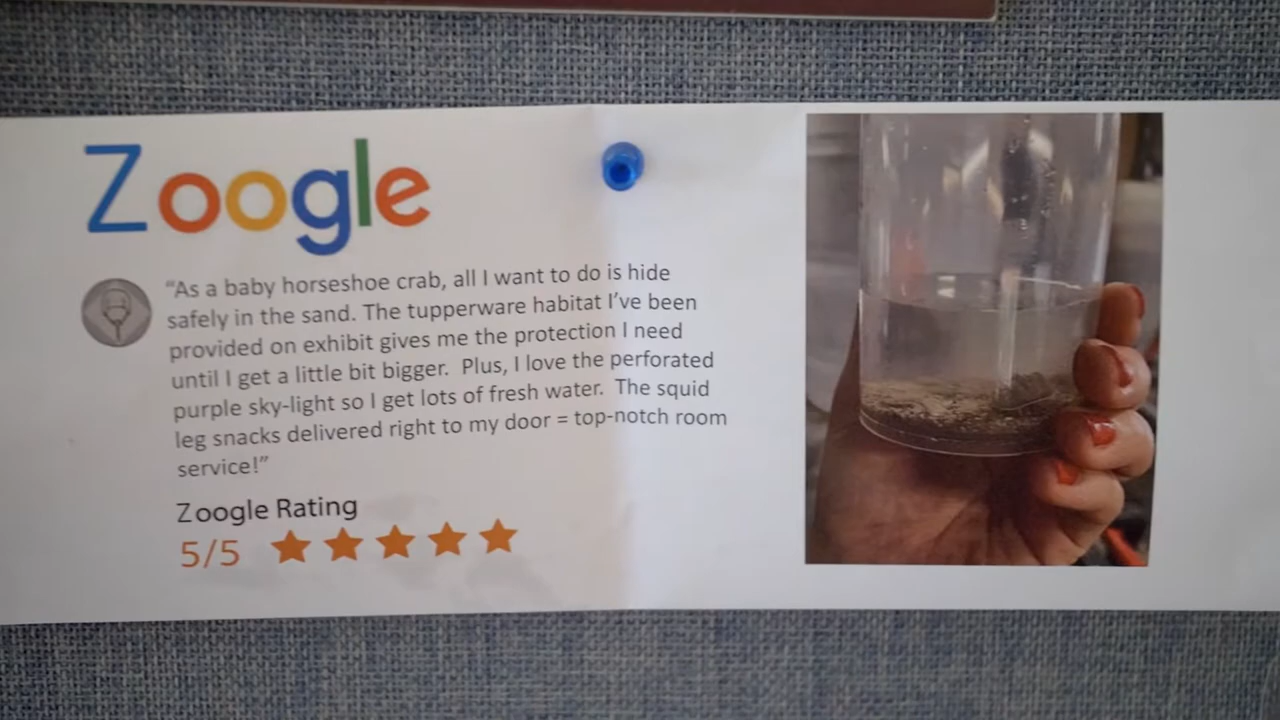 Zoogle
“As a baby horseshoe crab, all I want to do is hide
safely in the sand. The tupperware habitat I’ve been
provided on exhibit gives me the protection I need
until I get a little bit bigger.  Plus, I love the perforated
purple sky-light so I get lots of fresh water.  The squid
leg snacks delivered right to my door = top-notch room
service!”
Zoogle Rating
5/5